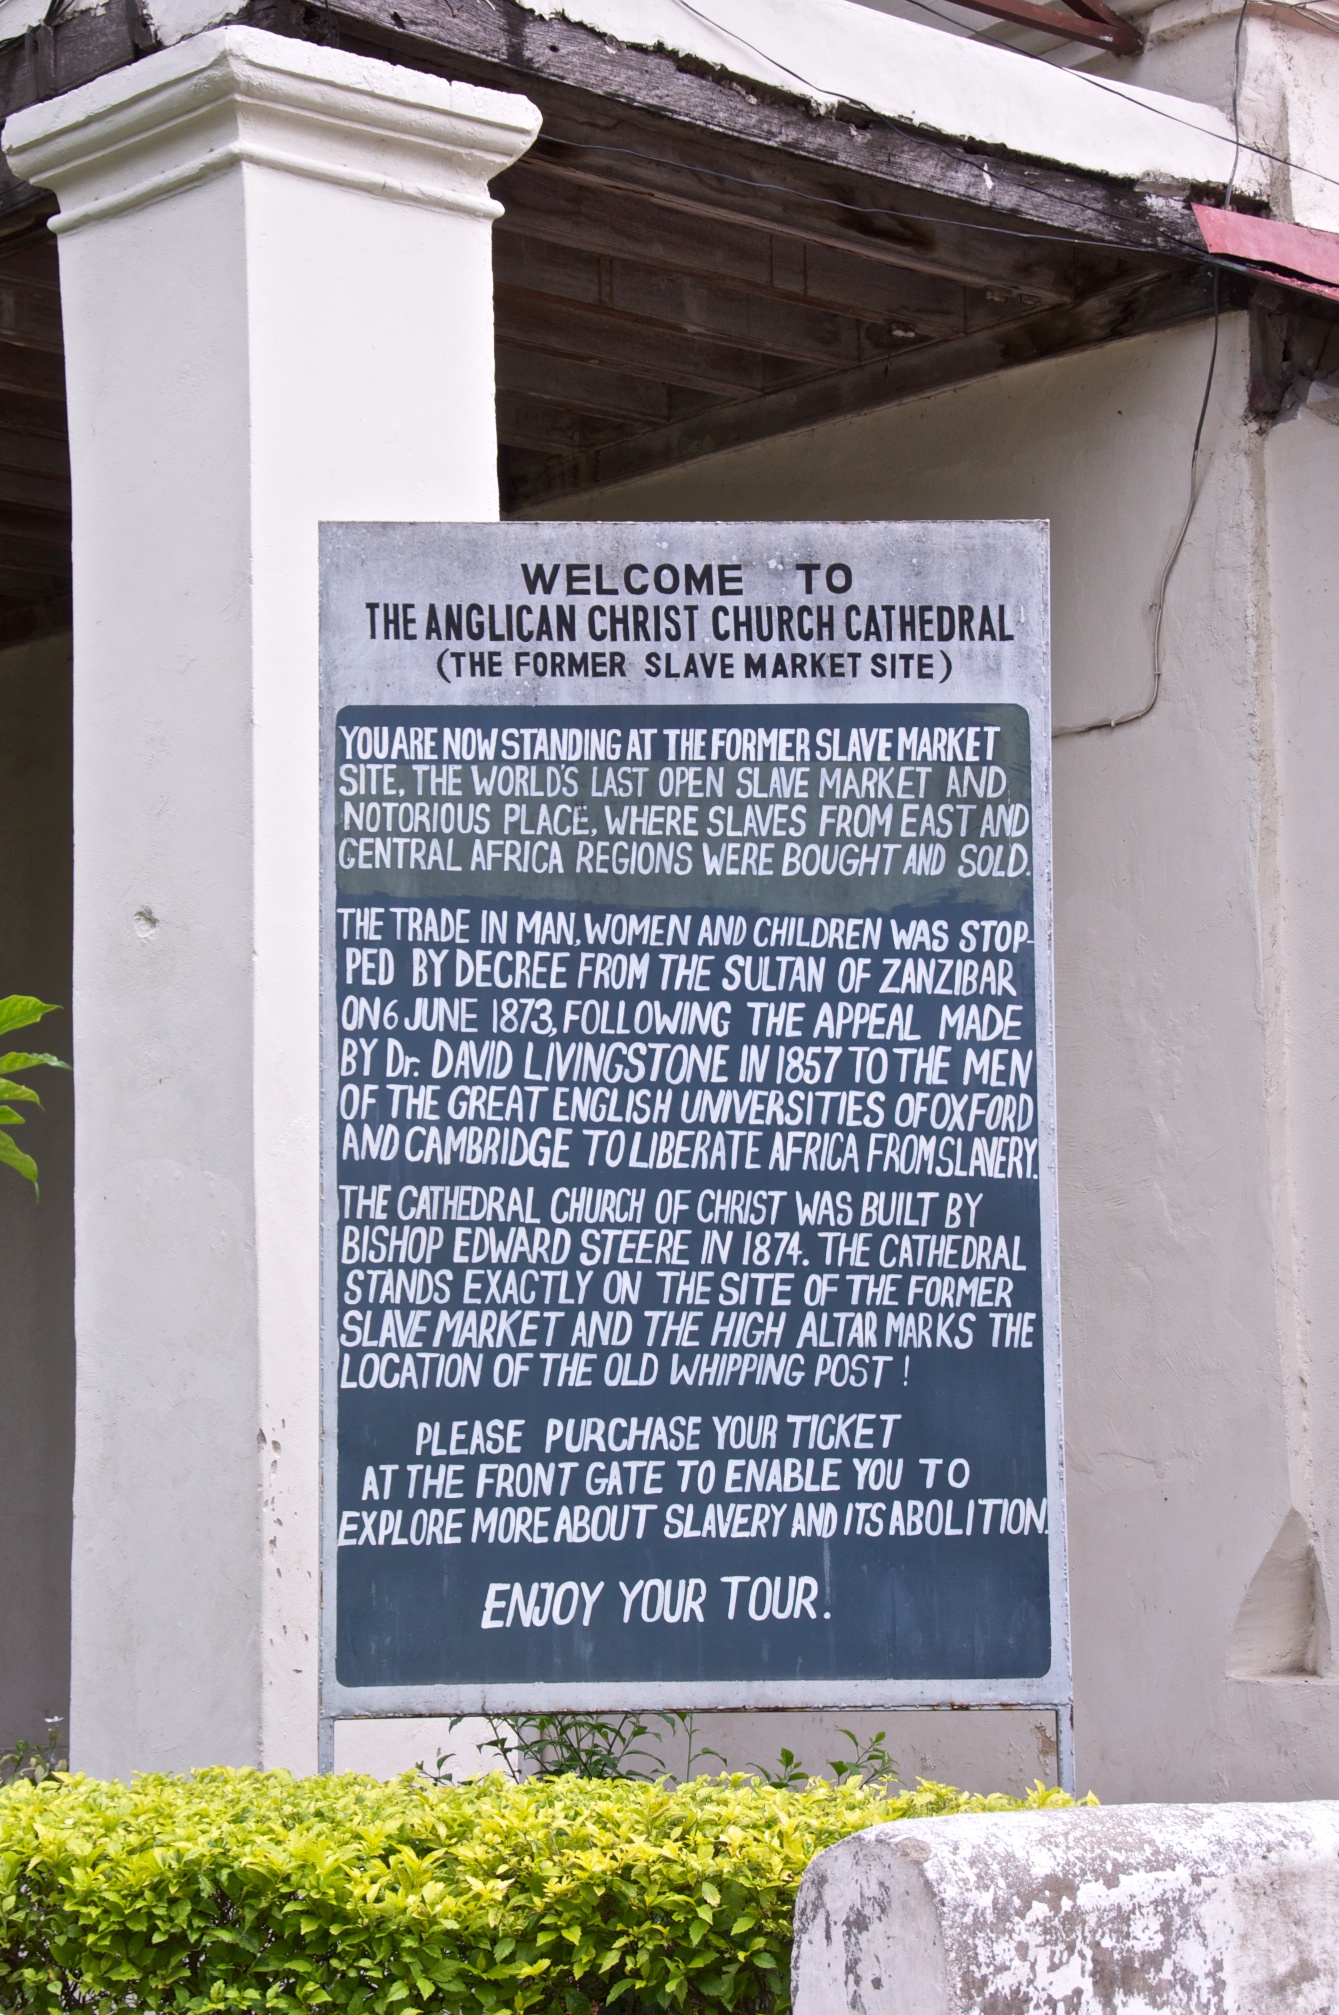 WELCOME TO
THE ANGLICAN CHRIST CHURCH CATHEDRAL
(THE FORMER SLAVE MARKET SITE)
YOU ARE NOW STANDING AT THE FORMER SLAVE MARKET
SITE, THE WORLD'S LAST OPEN SLAVE MARKET AND
NOTORIOUS PLACE, WHERE SLAVES FROM EAST AND
CENTRAL AFRICA REGIONS WERE BOUGHT AND SOLD.
THE TRADE IN MAN, WOMEN AND CHILDREN WAS STOP-
PED BY DECREE FROM THE SULTAN OF ZANZIBAR
ON 6 JUNE 1873, FOLLOWING THE APPEAL MADE
BY Dr. DAVID LIVINGSTONE IN 1857 TO THE MEN
OF THE GREAT ENGLISH UNIVERSITIES OF OXFORD
AND CAMBRIDGE TO LIBERATE AFRICA FROM SLAVERY.
THE CATHEDRAL CHURCH OF CHRIST WAS BUILT BY
BISHOP EDWARD STEERE IN 1874. THE CATHEDRAL
STANDS EXACTLY ON THE SITE OF THE FORMER
SLAVE MARKET AND THE HIGH ALTAR MARKS THE
LOCATION OF THE OLD WHIPPING POST !
PLEASE PURCHASE YOUR TICKET
AT THE FRONT GATE TO ENABLE YOU TO
EXPLORE MORE ABOUT SLAVERY AND ITS ABOLITION.
ENJOY YOUR TOUR.